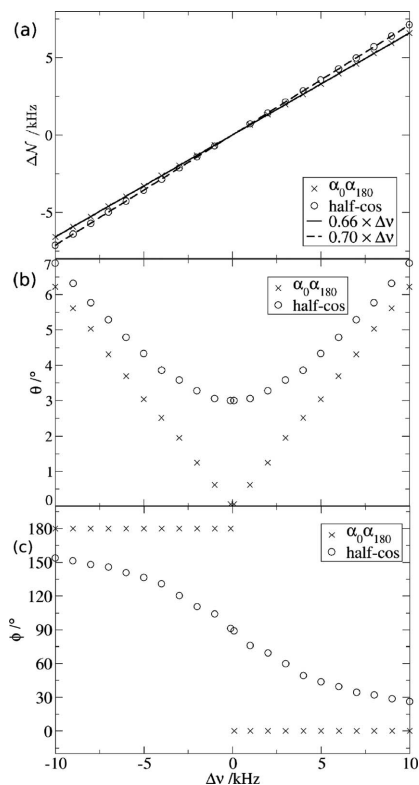 (a)
5
0
-5
ΔN /kHz
α₀α₁₈₀
half-cos
0.66 × Δν
0.70 × Δν
(b)
7
6
5
4
3
2
1
0
θ /°
α₀α₁₈₀
half-cos
(c)
180
150
120
90
60
30
0
ϕ /°
α₀α₁₈₀
half-cos
-10 -5 0 5 10
Δν /kHz